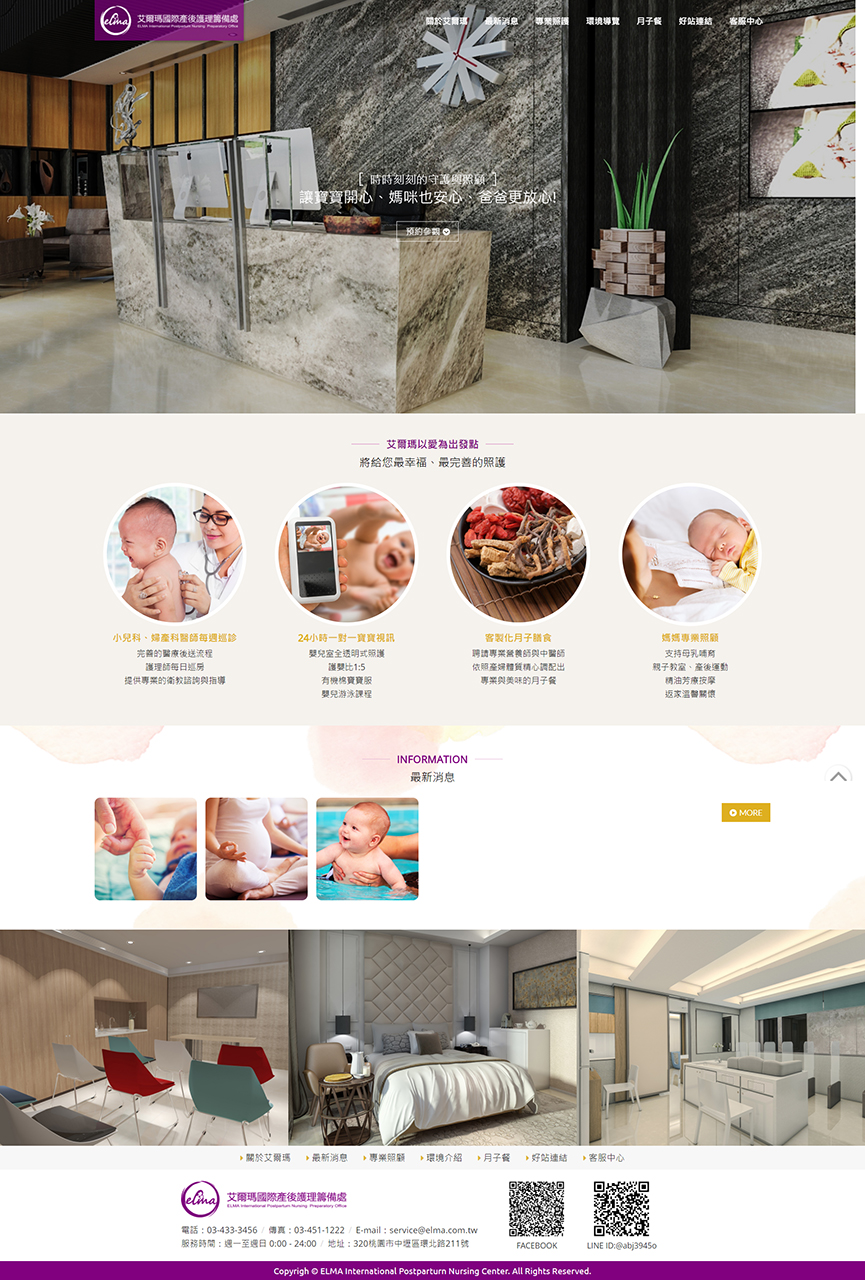 elma
艾爾瑪國際產後護理籌備處
ELMA International Postpartum Nursing Preparatory Office
關於艾爾瑪 最新消息 專業照護 環境導覽 月子餐 好站連結 客服中心
[ 時時刻刻的守護與照顧 ]
讓寶寶開心、媽咪也安心、爸爸更放心!
預約參觀
艾爾瑪以愛為出發點
將給您最幸福、最完善的照護
小兒科、婦產科醫師每週巡診
完善的醫療後送流程
護理師每日巡房
提供專業的衛教諮詢與指導
24小時一對一寶寶視訊
嬰兒室全透明式照護
護嬰比1:5
有機棉寶寶服
嬰兒游泳課程
客製化月子膳食
聘請專業營養師與中醫師
依照產婦體質精心調配出
專業與美味的月子餐
媽媽專業照顧
支持母乳哺育
親子教室、產後運動
精油芳療按摩
返家溫馨關懷
INFORMATION
最新消息
MORE
關於艾爾瑪 最新消息 專業照顧 環境介紹 月子餐 好站連結 客服中心
elma
艾爾瑪國際產後護理籌備處
ELMA International Postpartum Nursing Preparatory Office
電話：03-433-3456 / 傳真：03-451-1222 / E-mail：service@elma.com.tw
服務時間：週一至週日 0:00 - 24:00 / 地址：320桃園市中壢區環北路211號
FACEBOOK
LINE ID:@abj3945o
Copyrigh © ELMA International Postparturn Nursing Center. All Rights Reserved.